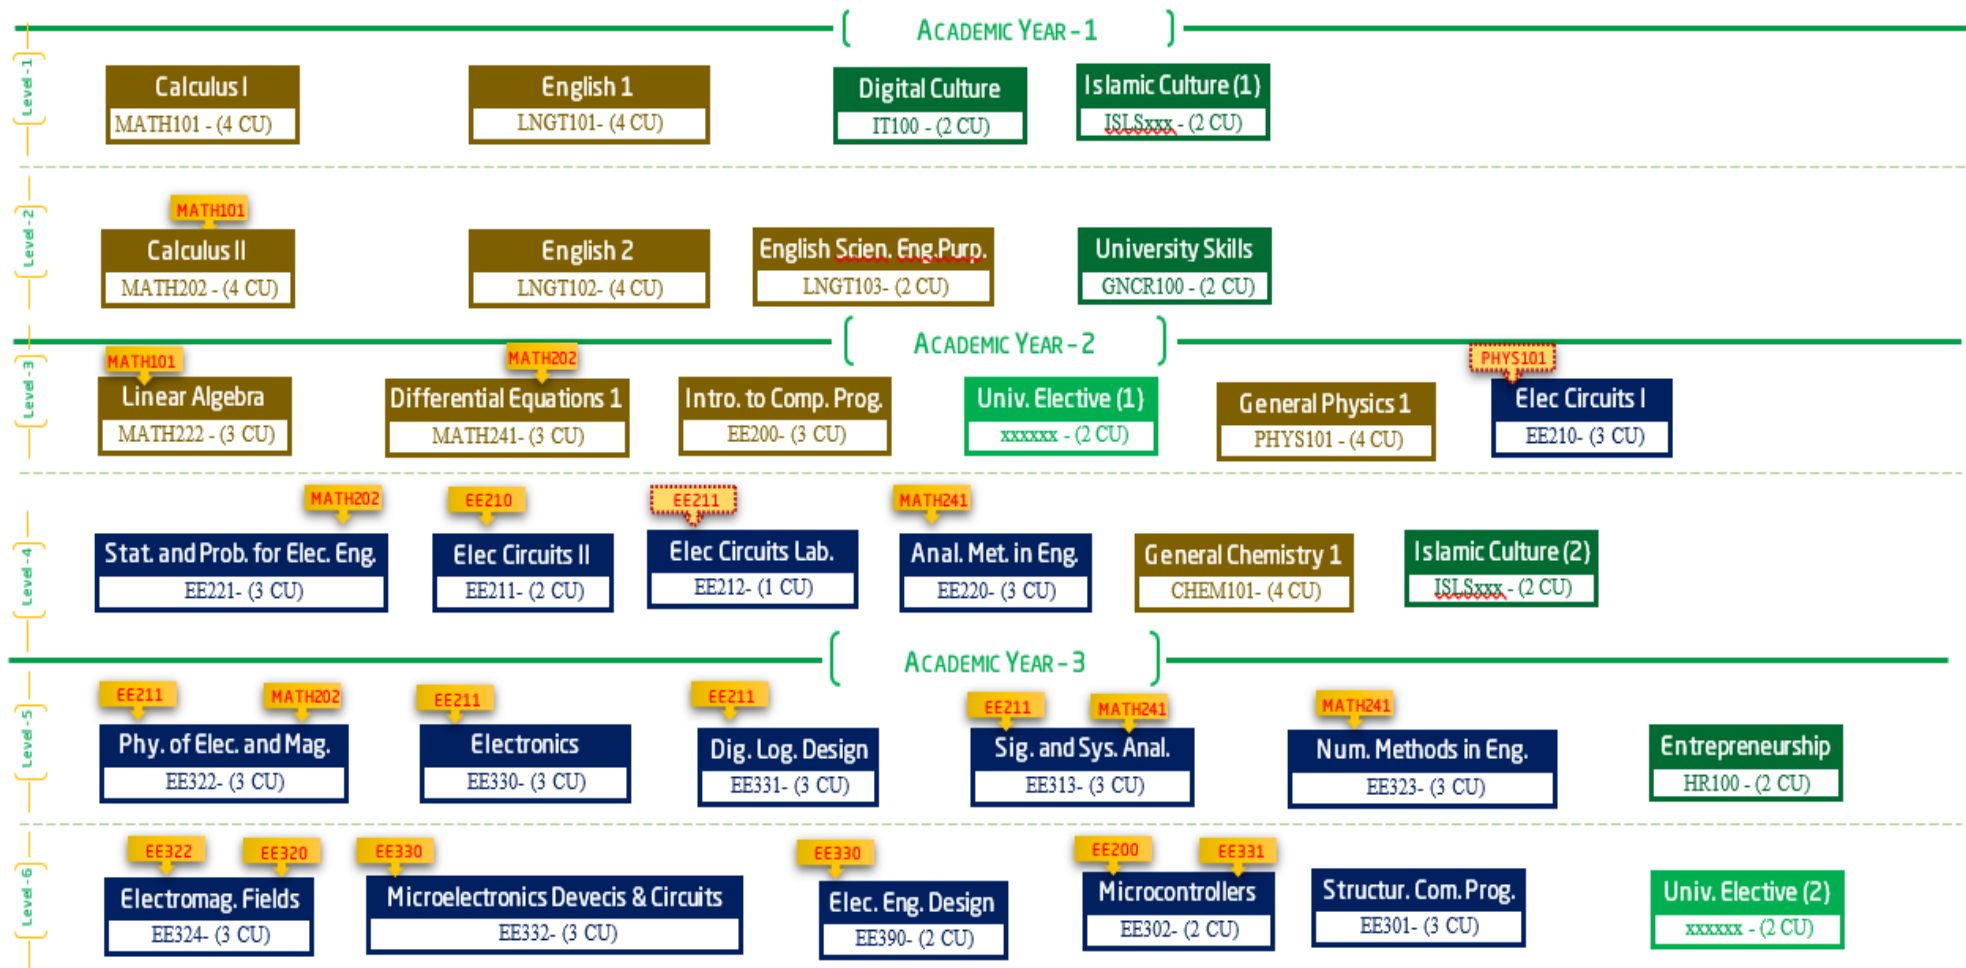 ACADEMIC YEAR – 1
Level-1
Calculus I
MATH101 - (4 CU)
English 1
LNGT101- (4 CU)
Digital Culture
IT100 - (2 CU)
Islamic Culture (1)
ISLSxxx - (2 CU)
Level-2
MATH101
Calculus II
MATH202 - (4 CU)
English 2
LNGT102- (4 CU)
English Scien. Eng.Purp.
LNGT103- (2 CU)
University Skills
GNCR100 - (2 CU)
ACADEMIC YEAR – 2
Level-3
MATH101
Linear Algebra
MATH222 - (3 CU)
MATH202
Differential Equations 1
MATH241- (3 CU)
Intro. to Comp. Prog.
EE200- (3 CU)
Univ. Elective (1)
xxxxxx - (2 CU)
General Physics 1
PHYS101 - (4 CU)
PHYS101
Elec Circuits I
EE210- (3 CU)
Level-4
MATH202
Stat. and Prob. for Elec. Eng.
EE221- (3 CU)
EE210
Elec Circuits II
EE211- (2 CU)
EE211
Elec Circuits Lab.
EE212- (1 CU)
MATH241
Anal. Met. in Eng.
EE220- (3 CU)
General Chemistry 1
CHEM101- (4 CU)
Islamic Culture (2)
ISLSxxx - (2 CU)
ACADEMIC YEAR – 3
Level-5
EE211
MATH202
Phy. of Elec. and Mag.
EE322- (3 CU)
EE211
Electronics
EE330- (3 CU)
EE211
Dig. Log. Design
EE331- (3 CU)
EE211
MATH241
Sig. and Sys. Anal.
EE313- (3 CU)
MATH241
Num. Methods in Eng.
EE323- (3 CU)
Entrepreneurship
HR100 - (2 CU)
Level-6
EE322
EE320
Electromag. Fields
EE324- (3 CU)
EE330
Microelectronics Devecis & Circuits
EE332- (3 CU)
EE330
Elec. Eng. Design
EE390- (2 CU)
EE200
EE331
Microcontrollers
EE302- (2 CU)
Structur. Com. Prog.
EE301- (3 CU)
Univ. Elective (2)
xxxxxx - (2 CU)